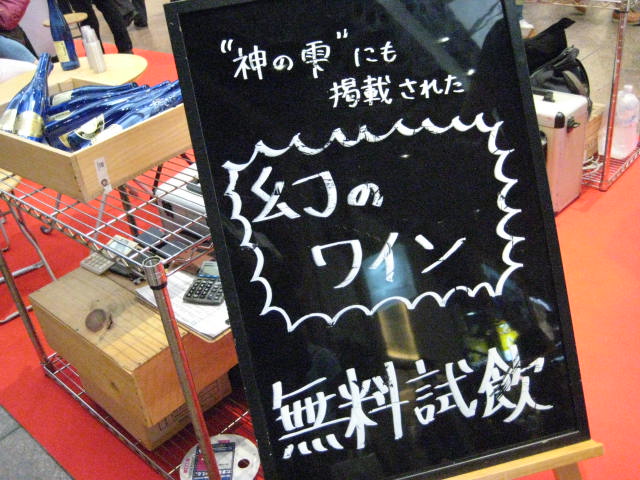 “神の雫”にも
掲載された
幻の
ワイン
無料試飲